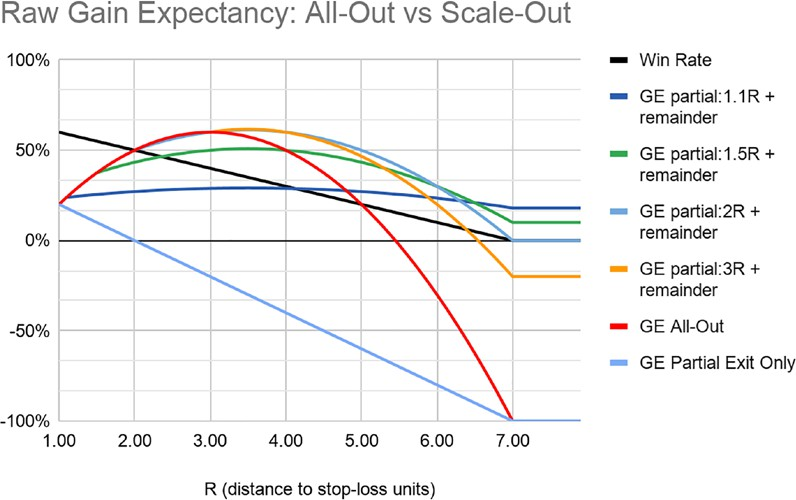 Raw Gain Expectancy: All-Out vs Scale-Out
100%
50%
0%
-50%
-100%
1.00 2.00 3.00 4.00 5.00 6.00 7.00
R (distance to stop-loss units)
Win Rate
GE partial:1.1R +
remainder
GE partial:1.5R +
remainder
GE partial:2R +
remainder
GE partial:3R +
remainder
GE All-Out
GE Partial Exit Only